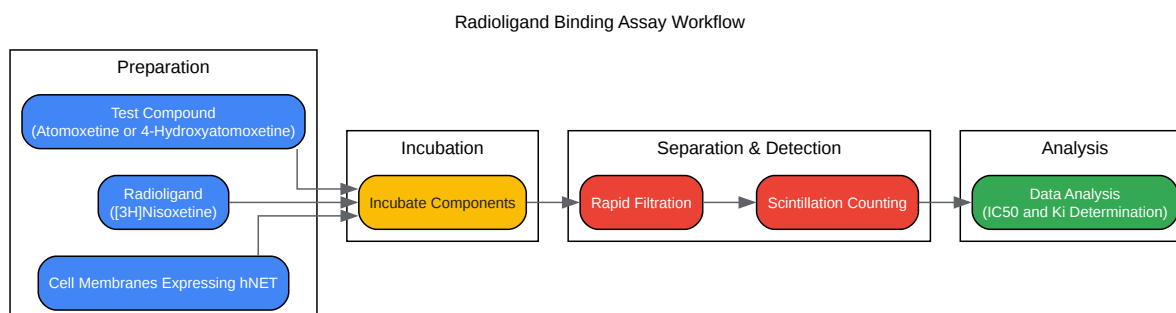 Radioligand Binding Assay Workflow
Preparation
Test Compound
(Atomoxetine or 4-Hydroxyatomoxetine)
Radioligand
([3H]Nisoxetine)
Cell Membranes Expressing hNET
Incubation
Incubate Components
Separation & Detection
Rapid Filtration
Scintillation Counting
Analysis
Data Analysis
(IC50 and Ki Determination)